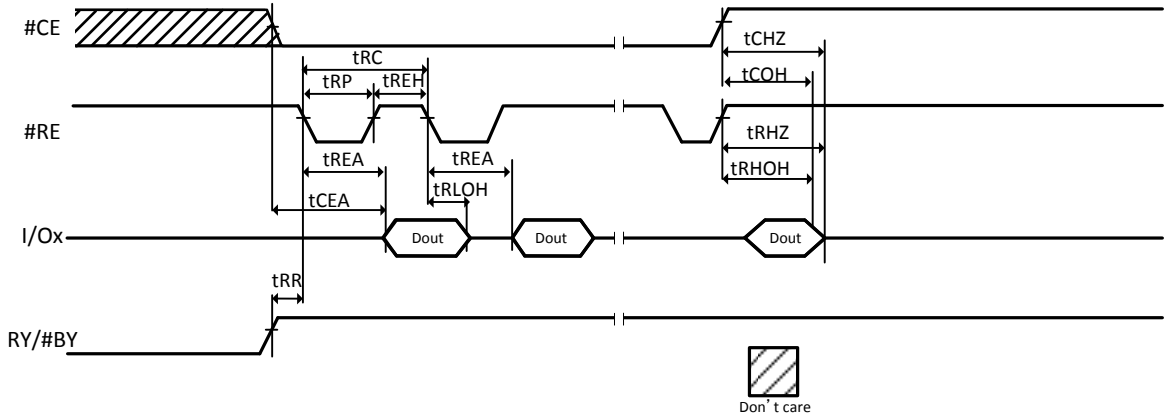 #CE
tCHZ
tRC
tCOH
tRP
tREH
#RE
tRHZ
tREA
tREA
tRHOH
tRLOH
tCEA
I/Ox
Dout
Dout
Dout
tRR
RY/#BY
Don't care